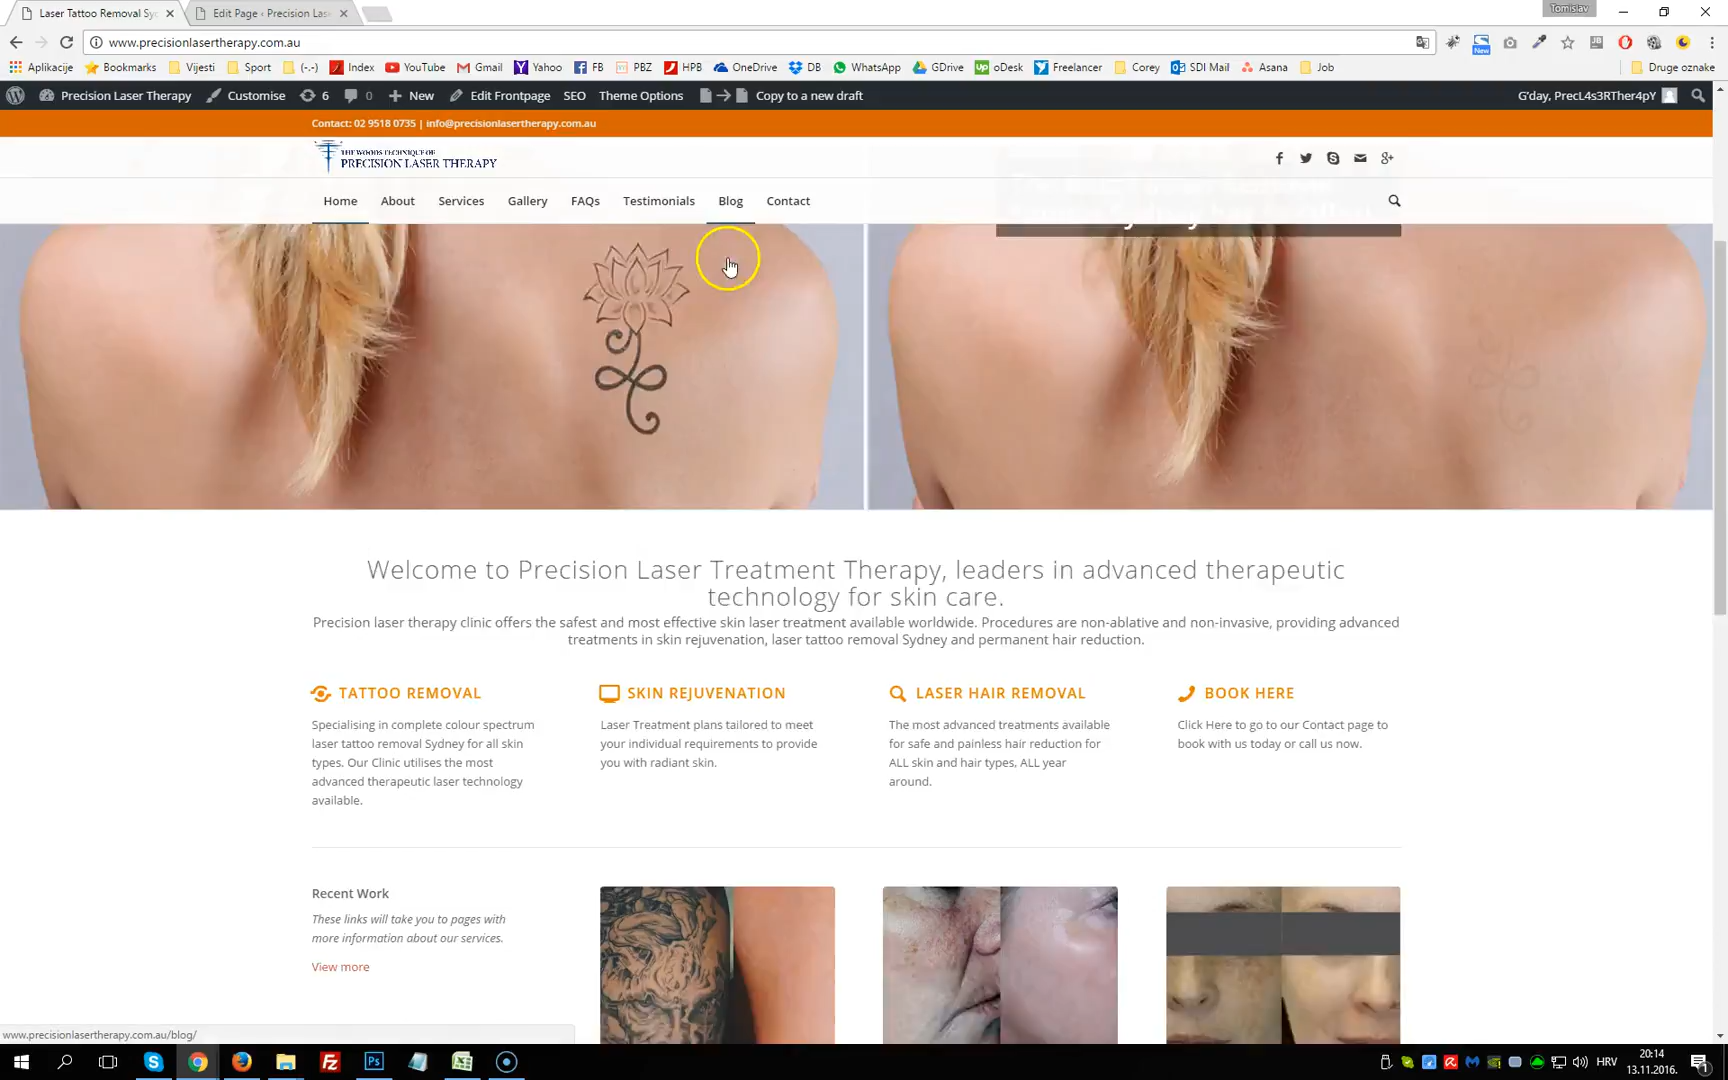 Laser Tattoo Removal Sy
Edit Page ‹ Precision Las
Tomislav
www.precisionlasertherapy.com.au
New
Aplikacije
Bookmarks
Vijesti
Sport
(-.-)
Index
YouTube
Gmail
Yahoo
FB
PBZ
HPB
OneDrive
DB
WhatsApp
GDrive
oDesk
Freelancer
Corey
SDI Mail
Asana
Job
Druge oznake
Precision Laser Therapy
Customise
6
0
New
Edit Frontpage
SEO
Theme Options
Copy to a new draft
G'day, PrecL4s3RTher4pY
Contact: 02 9518 0735 | info@precisionlasertherapy.com.au
THE WOODS TECHNIQUE OF
PRECISION LASER THERAPY
Home
About
Services
Gallery
FAQs
Testimonials
Blog
Contact
Welcome to Precision Laser Treatment Therapy, leaders in advanced therapeutic
technology for skin care.
Precision laser therapy clinic offers the safest and most effective skin laser treatment available worldwide. Procedures are non-ablative and non-invasive, providing advanced
treatments in skin rejuvenation, laser tattoo removal Sydney and permanent hair reduction.
TATTOO REMOVAL
Specialising in complete colour spectrum
laser tattoo removal Sydney for all skin
types. Our Clinic utilises the most
advanced therapeutic laser technology
available.
SKIN REJUVENATION
Laser Treatment plans tailored to meet
your individual requirements to provide
you with radiant skin.
LASER HAIR REMOVAL
The most advanced treatments available
for safe and painless hair reduction for
ALL skin and hair types, ALL year
around.
BOOK HERE
Click Here to go to our Contact page to
book with us today or call us now.
Recent Work
These links will take you to pages with
more information about our services.
View more
www.precisionlasertherapy.com.au/blog/
HRV
20:14
13.11.2016.
1